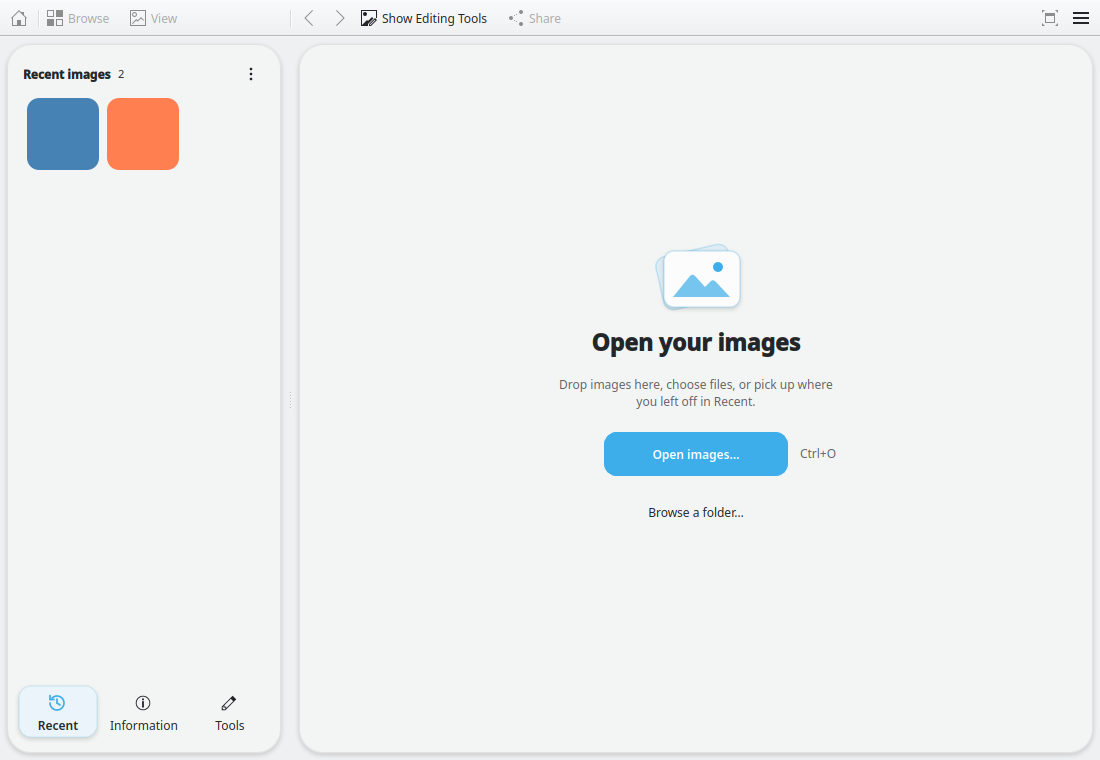 Browse
View
Show Editing Tools
Share
Recent images 2
Open your images
Drop images here, choose files, or pick up where
you left off in Recent.
Open images...
Ctrl+O
Browse a folder...
Recent
Information
Tools